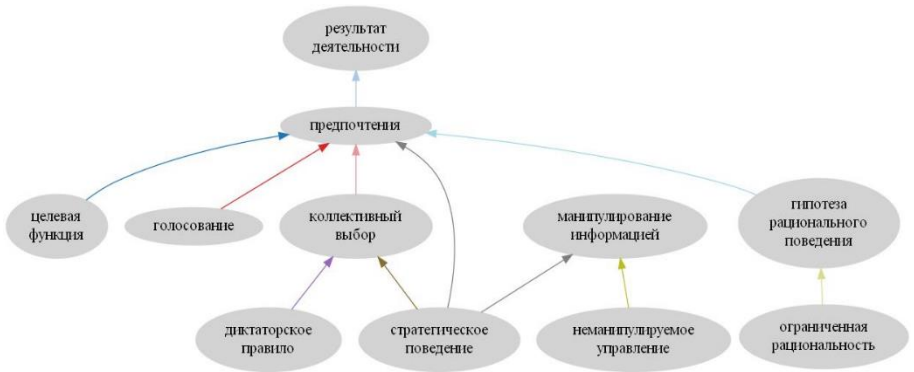 результат
деятельности
предпочтения
целевая
функция
голосование
коллективный
выбор
манипулирование
информацией
гипотеза
рационального
поведения
диктаторское
правило
стратегическое
поведение
неманипулируемое
управление
ограниченная
рациональность